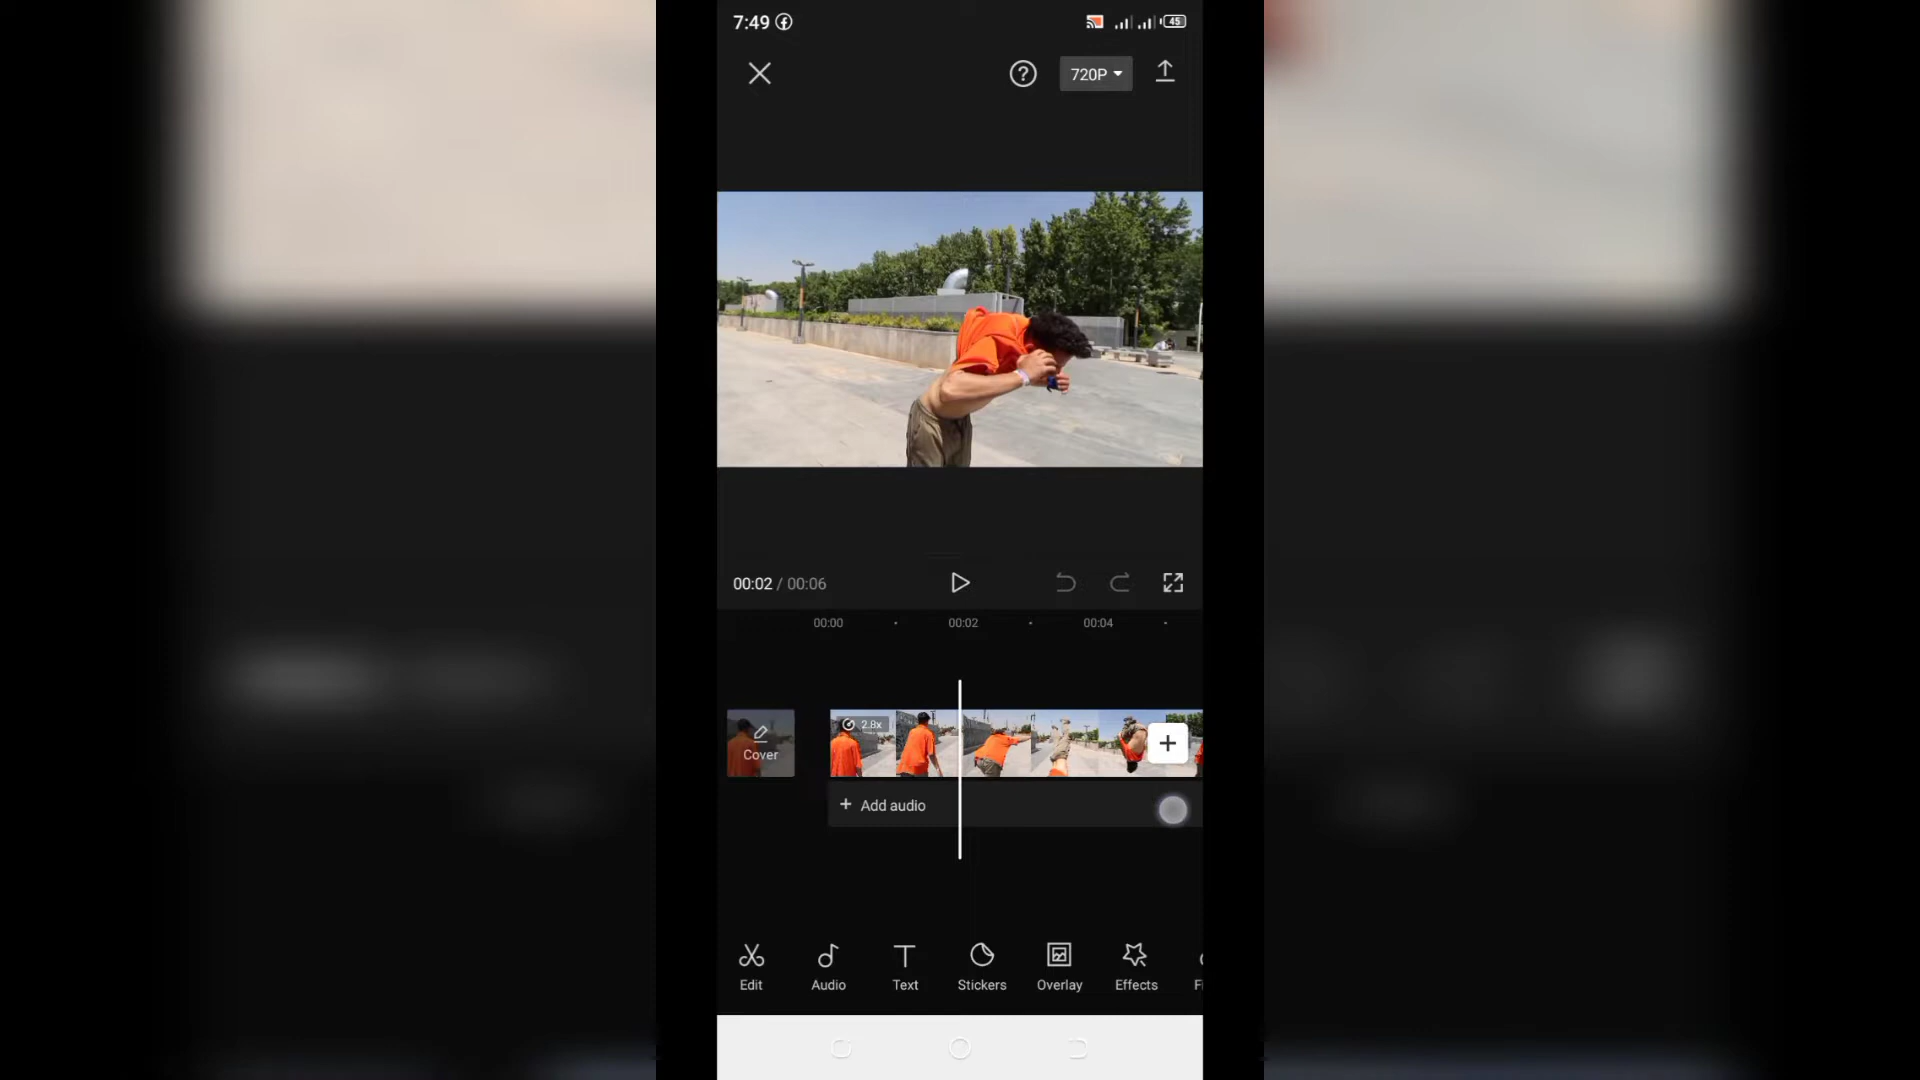 7:49
45
720P
00:02 / 00:06
00:00
00:02
00:04
2.8x
Cover
+ Add audio
Edit
Audio
Text
Stickers
Overlay
Effects